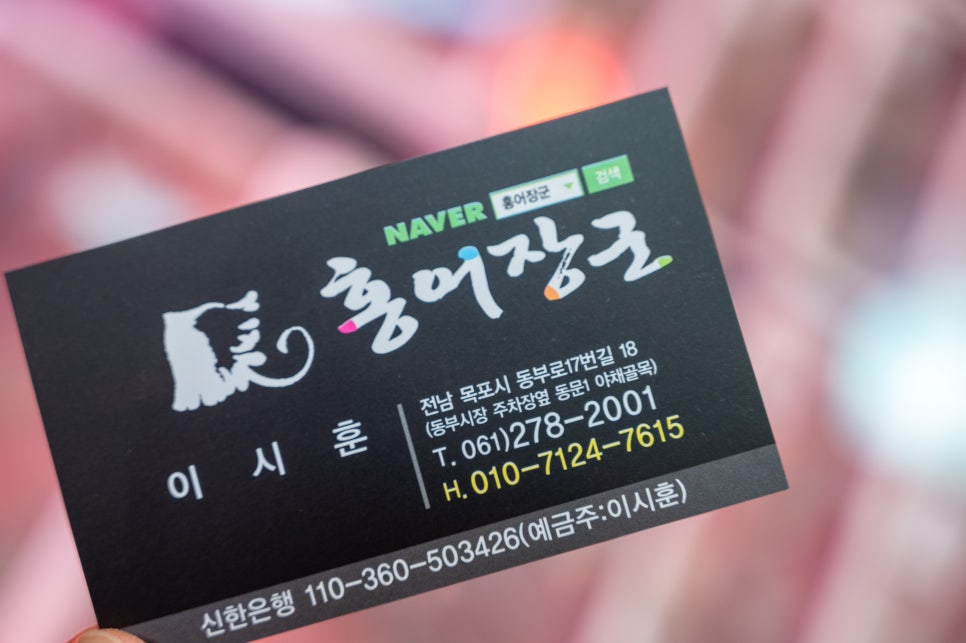 NAVER 홍어장군 검색
홍어장군
이시훈
전남 목포시 동부로17번길 18
(동부시장 주차장옆 동문1 야채골목)
T. 061)278-2001
H. 010-7124-7615
신한은행 110-360-503426(예금주:이시훈)